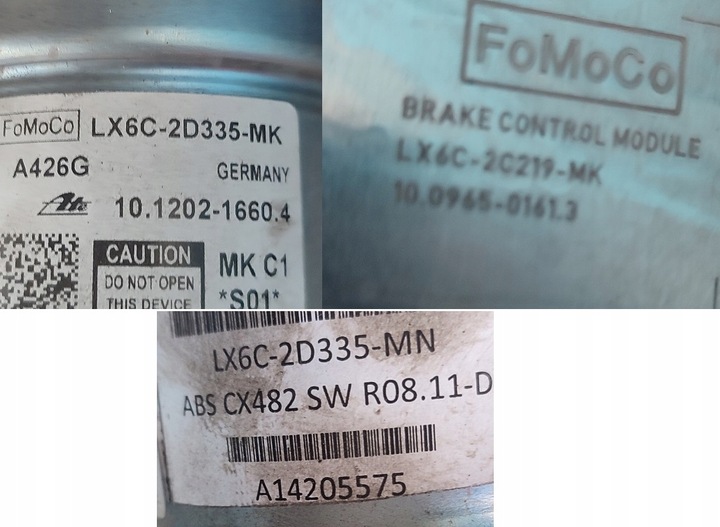 FoMoCo LX6C-2D335-MK
A426G GERMANY
Ate 10.1202-1660.4
CAUTION
DO NOT OPEN
THIS DEVICE
MK C1
*S01*
FoMoCo
BRAKE CONTROL MODULE
LX6C-2C219-MK
10.0965-0161.3
LX6C-2D335-MN
ABS CX482 SW R08.11-D
A14205575